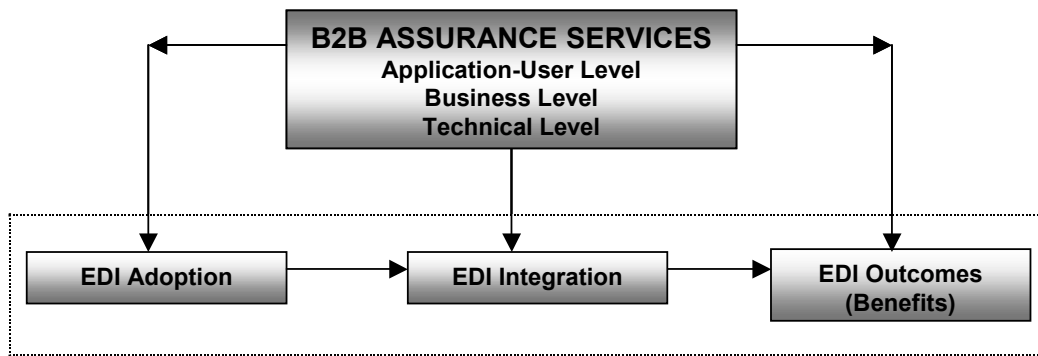 B2B ASSURANCE SERVICES
Application-User Level
Business Level
Technical Level
EDI Adoption
EDI Integration
EDI Outcomes
(Benefits)